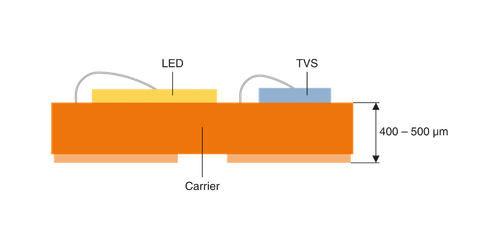 LED
TVS
400 – 500 µm
Carrier